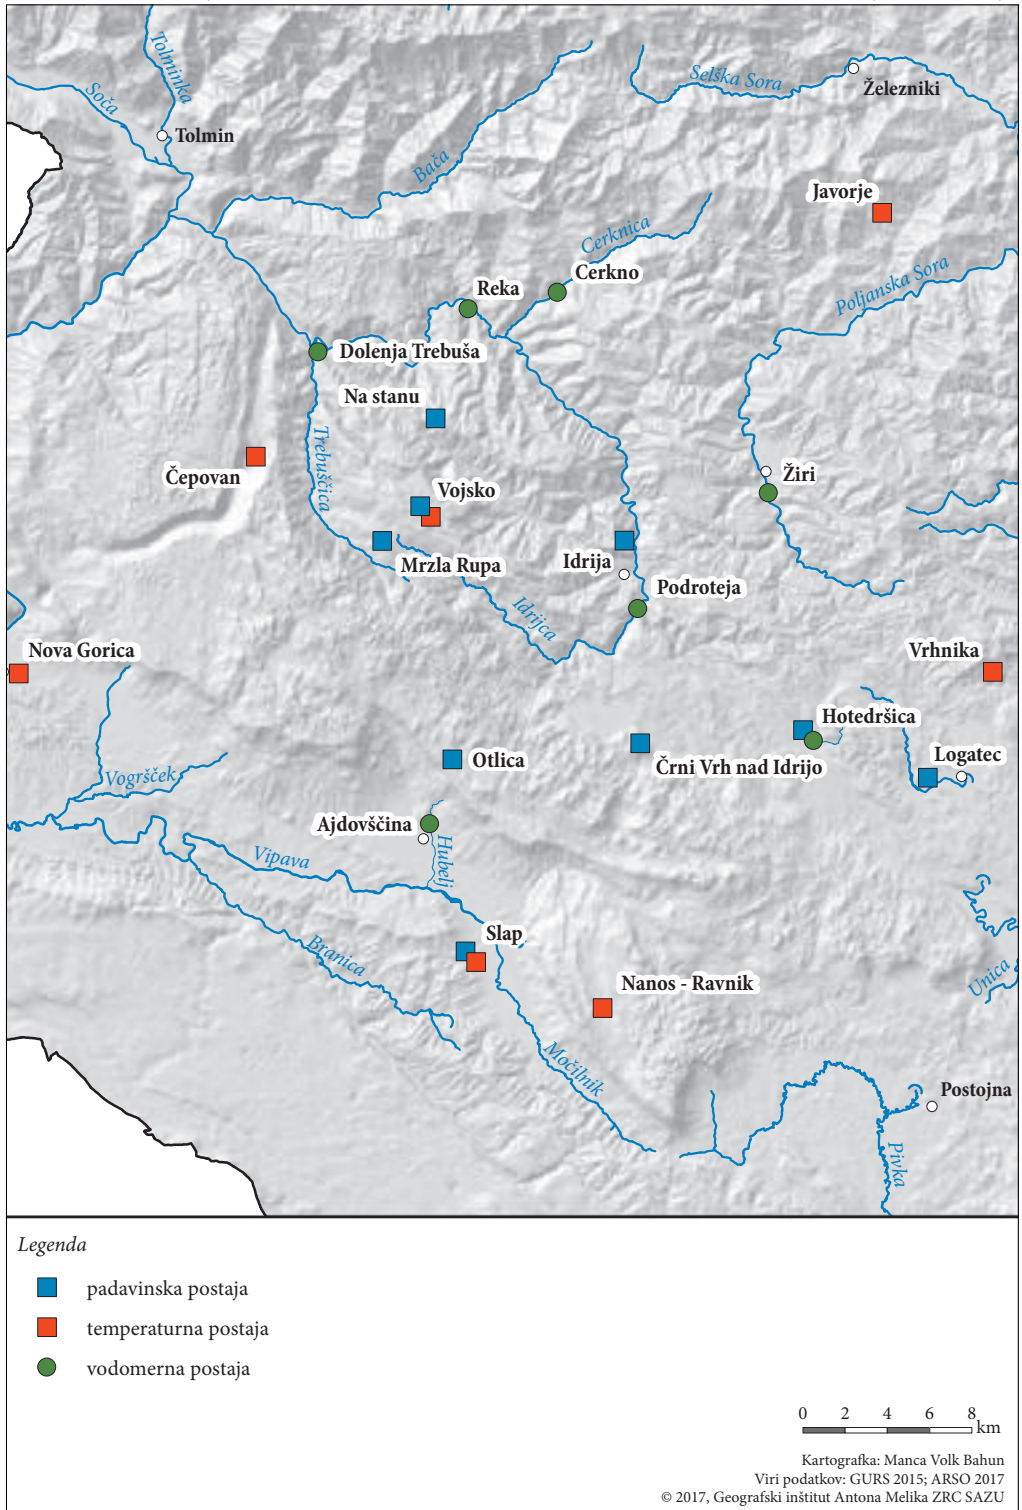 Tolminka
Soča
Tolmin
Selška Sora
Železniki
Bača
Javorje
Cerknica
Cerkno
Reka
Poljanska Sora
Dolenja Trebuša
Na stanu
Trebuščica
Čepovan
Žiri
Vojsko
Idrija
Mrzla Rupa
Podroteja
Idrijca
Nova Gorica
Vrhnika
Hotedršica
Logatec
Otlica
Črni Vrh nad Idrijo
Vogršček
Ajdovščina
Hubelj
Vipava
Slap
Branica
Unica
Nanos - Ravnik
Močilnik
Postojna
Pivka
Legenda
padavinska postaja
temperaturna postaja
vodomerna postaja
0 2 4 6 8
km
Kartografka: Manca Volk Bahun
Viri podatkov: GURS 2015; ARSO 2017
© 2017, Geografski inštitut Antona Melika ZRC SAZU